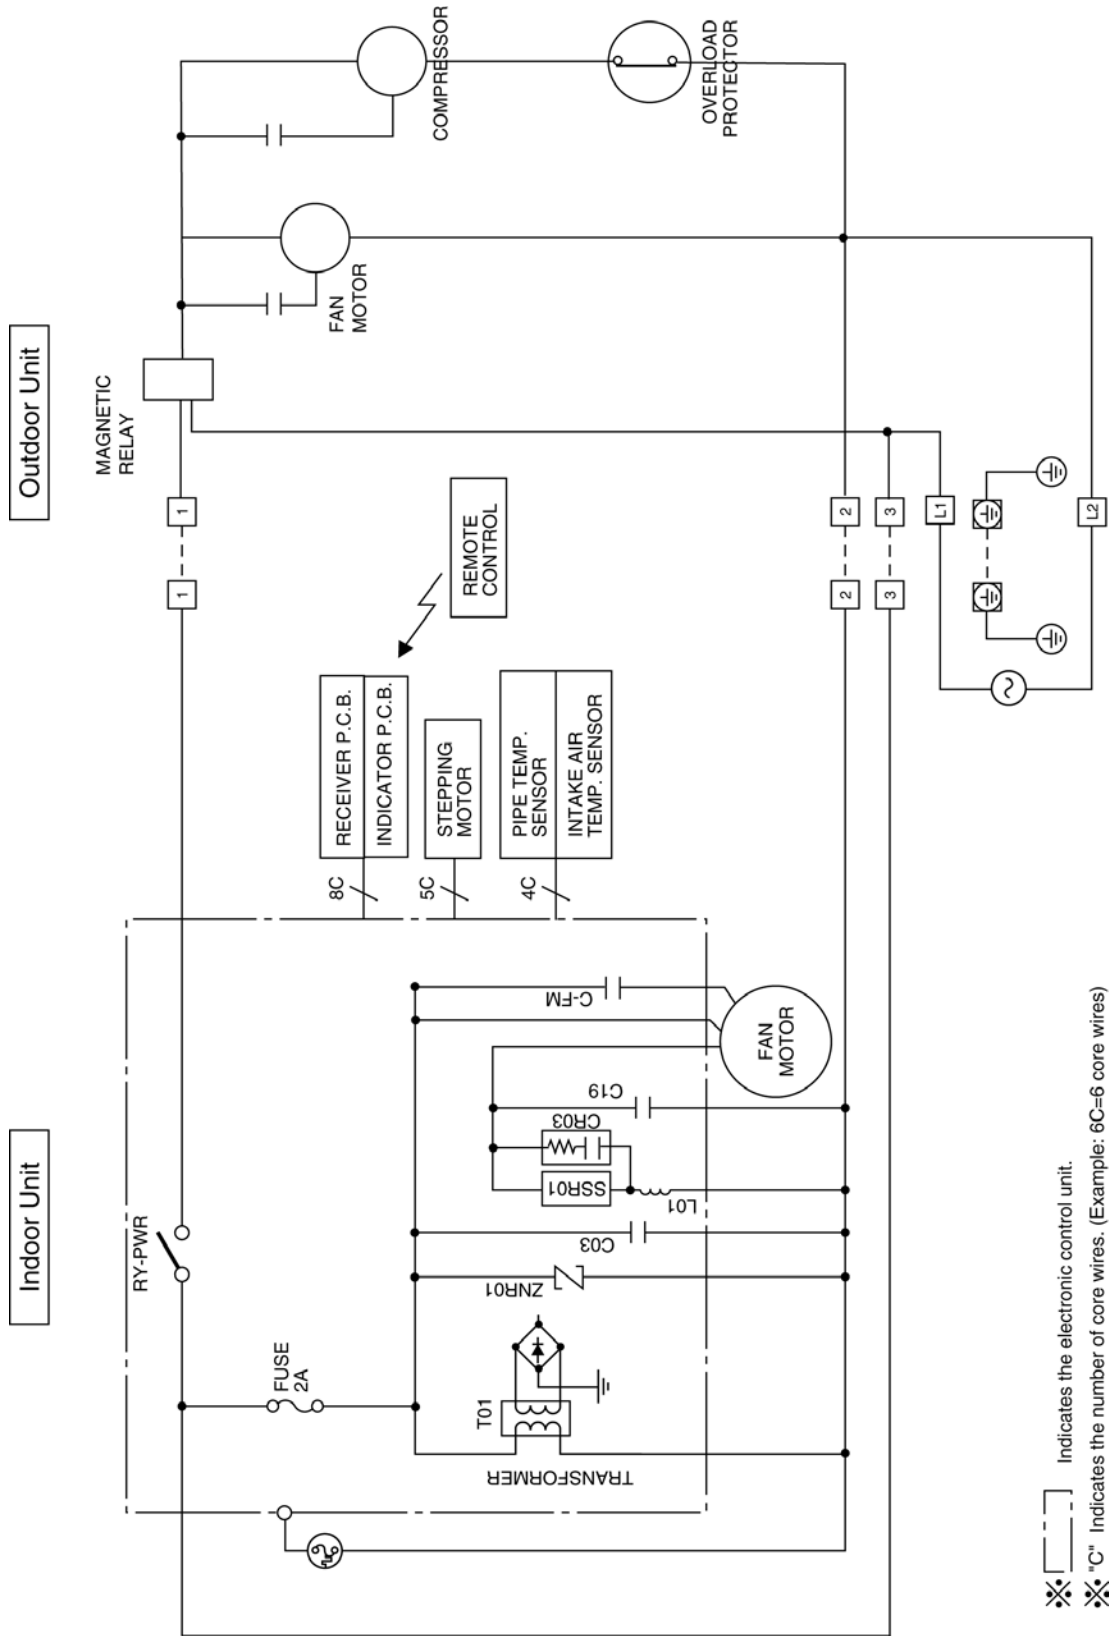 Indoor Unit
Outdoor Unit
RY-PWR
FUSE
2A
TRANSFORMER
T01
ZNR01
C03
SSR01
CR03
L01
C19
C-FM
FAN
MOTOR
8C
5C
4C
RECEIVER P.C.B.
INDICATOR P.C.B.
STEPPING
MOTOR
PIPE TEMP.
SENSOR
INTAKE AIR
TEMP. SENSOR
REMOTE
CONTROL
1
1
2
2
3
3
L1
L2
MAGNETIC
RELAY
FAN
MOTOR
COMPRESSOR
OVERLOAD
PROTECTOR
※ Indicates the electronic control unit.
※ "C" Indicates the number of core wires. (Example: 6C=6 core wires)